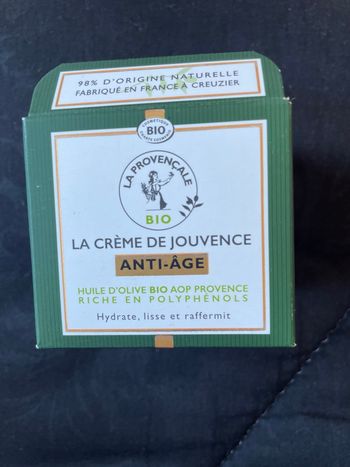 98% D'ORIGINE NATURELLE
FABRIQUÉ EN FRANCE À CREUZIER
COSMÉTIQUE
BIO
LA PROVENÇALE
BIO
LA CRÈME DE JOUVENCE
ANTI-ÂGE
HUILE D'OLIVE BIO AOP PROVENCE
RICHE EN POLYPHÉNOLS
Hydrate, lisse et raffermit